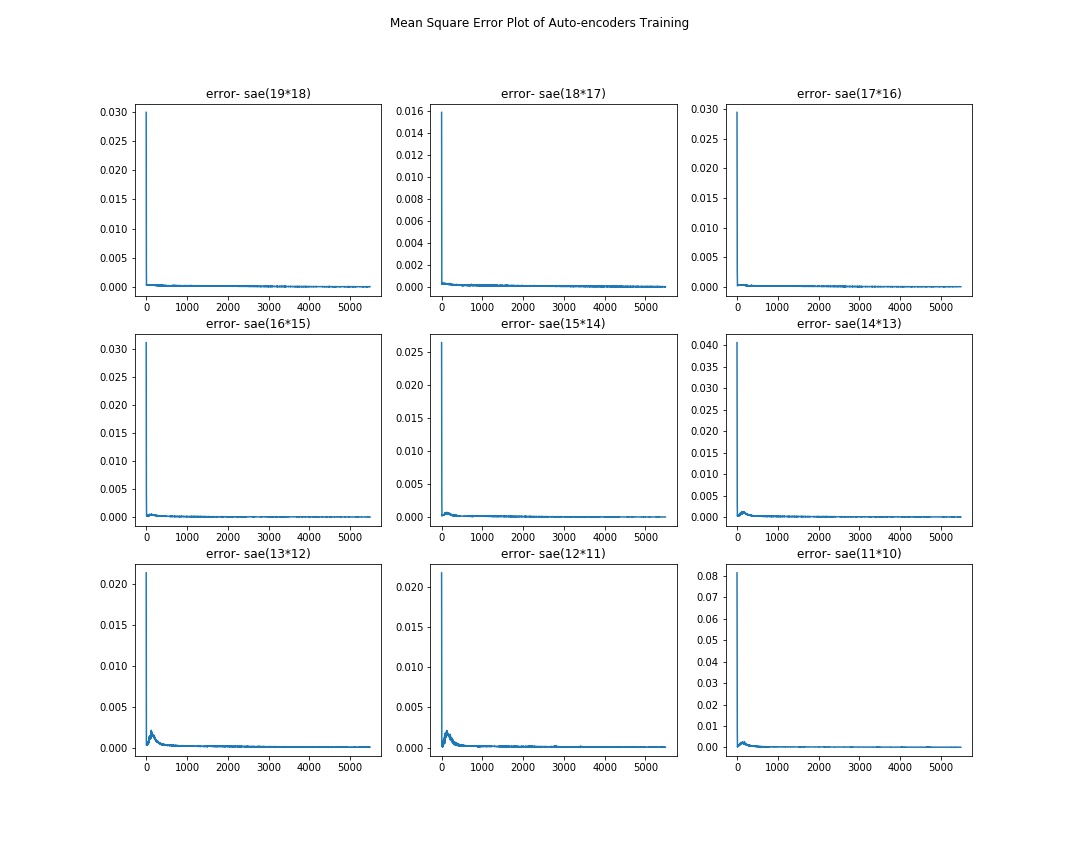 Mean Square Error Plot of Auto-encoders Training
error- sae(19*18) error- sae(18*17) error- sae(17*16)
0.030 0.016 0.030
0.025 0.014 0.025
0.020 0.012 0.020
0.015 0.010 0.015
0.010 0.008 0.010
0.005 0.006 0.005
0.000 0.004 0.000
0.002
0.000
0 1000 2000 3000 4000 5000 0 1000 2000 3000 4000 5000 0 1000 2000 3000 4000 5000
error- sae(16*15) error- sae(15*14) error- sae(14*13)
0.030 0.025 0.040
0.025 0.020 0.035
0.020 0.015 0.030
0.015 0.010 0.025
0.010 0.005 0.020
0.005 0.000 0.015
0.000 0.010
0.005
0.000
0 1000 2000 3000 4000 5000 0 1000 2000 3000 4000 5000 0 1000 2000 3000 4000 5000
error- sae(13*12) error- sae(12*11) error- sae(11*10)
0.020 0.020 0.08
0.015 0.015 0.07
0.010 0.010 0.06
0.005 0.005 0.05
0.000 0.000 0.04
0.03
0.02
0.01
0.00
0 1000 2000 3000 4000 5000 0 1000 2000 3000 4000 5000 0 1000 2000 3000 4000 5000